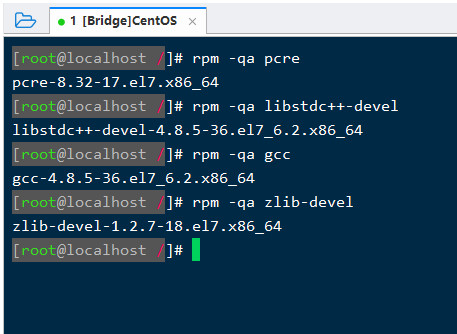 1 [Bridge]CentOS ×
[root@localhost /]# rpm -qa pcre
pcre-8.32-17.el7.x86_64
[root@localhost /]# rpm -qa libstdc++-devel
libstdc++-devel-4.8.5-36.el7_6.2.x86_64
[root@localhost /]# rpm -qa gcc
gcc-4.8.5-36.el7_6.2.x86_64
[root@localhost /]# rpm -qa zlib-devel
zlib-devel-1.2.7-18.el7.x86_64
[root@localhost /]#